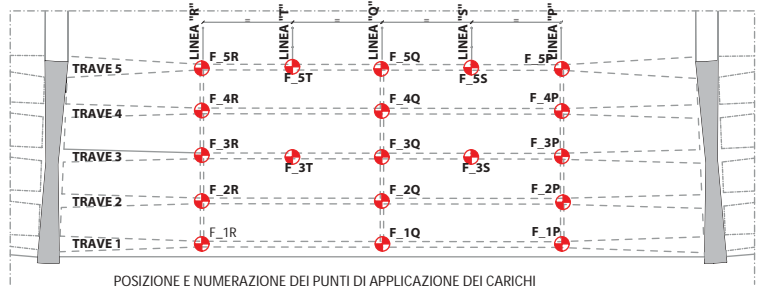 LINEA "R" LINEA "T" LINEA "Q" LINEA "S" LINEA "P"
= = = =
TRAVE 5 F_5R F_5T F_5Q F_5S F_5P
TRAVE 4 F_4R F_4Q F_4P
TRAVE 3 F_3R F_3T F_3Q F_3S F_3P
TRAVE 2 F_2R F_2Q F_2P
TRAVE 1 F_1R F_1Q F_1P
POSIZIONE E NUMERAZIONE DEI PUNTI DI APPLICAZIONE DEI CARICHI